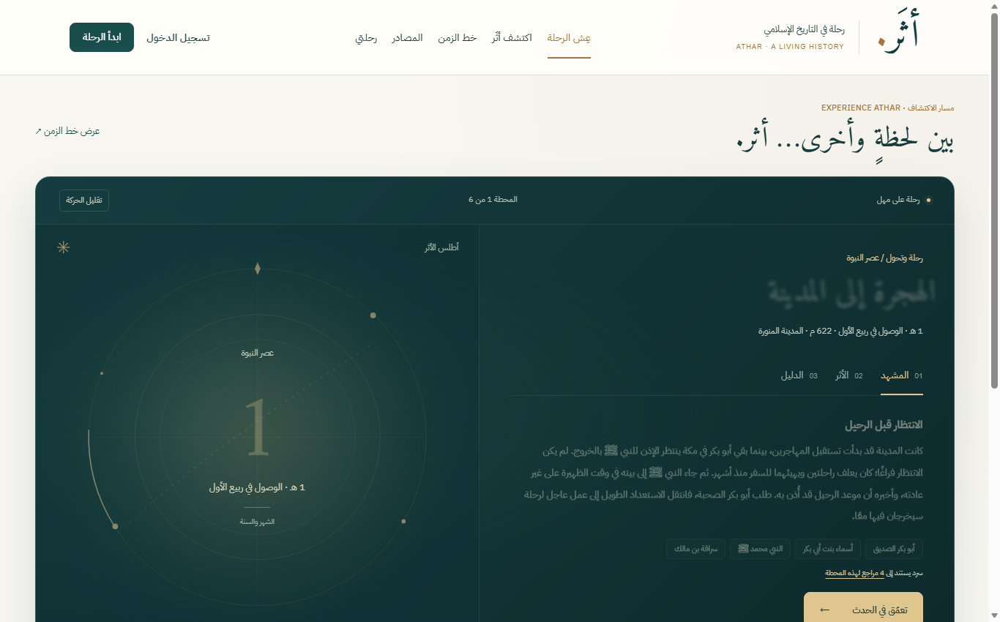 أثَر
رحلة في التاريخ الإسلامي
ATHAR · A LIVING HISTORY
عِش الرحلة
اكتشف أثَر
خط الزمن
المصادر
رحلتي
تسجيل الدخول
ابدأ الرحلة
مسار الاكتشاف · EXPERIENCE ATHAR
بين لحظةٍ وأخرى... أثر.
عرض خط الزمن ↗
رحلة على مهل
المحطة 1 من 6
تقليل الحركة
رحلة وتحول / عصر النبوة
الهجرة إلى المدينة
1 هـ · الوصول في ربيع الأول · 622 م · المدينة المنورة
01 المشهد
02 الأثر
03 الدليل
الانتظار قبل الرحيل
كانت المدينة قد بدأت تستقبل المهاجرين، بينما بقي أبو بكر في مكة ينتظر الإذن للنبي ﷺ بالخروج. لم يكن
الانتظار فراغًا؛ كان يعلف راحلتين ويهيئهما للسفر منذ أشهر. ثم جاء النبي ﷺ إلى بيته في وقت الظهيرة على غير
عادته، وأخبره أن موعد الرحيل قد أُذن به. طلب أبو بكر الصحبة، فانتقل الاستعداد الطويل إلى عمل عاجل لرحلة
سيخرجان فيها معًا.
أبو بكر الصديق
أسماء بنت أبي بكر
النبي محمد ﷺ
سراقة بن مالك
سرد يستند إلى 4 مراجع لهذه المحطة
تعمّق في الحدث ←
أطلس الأثر
عصر النبوة
1
1 هـ · الوصول في ربيع الأول
الشهر والسنة